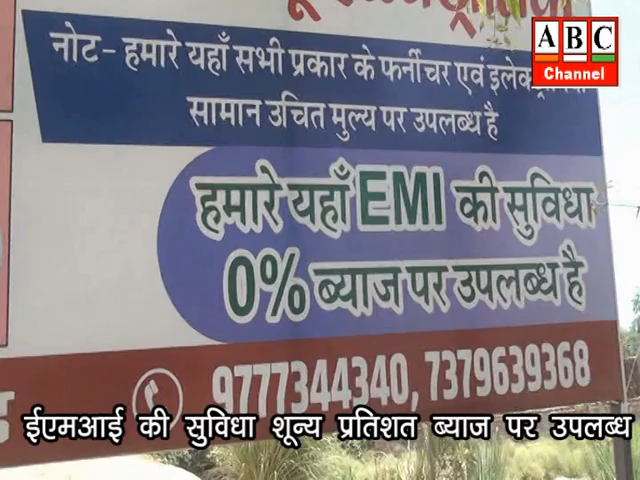 ABC
Channel
नोट- हमारे यहाँ सभी प्रकार के फर्नीचर एवं
सामान उचित मुल्य पर उपलब्ध है
हमारे यहाँ EMI की सुविधा
0% ब्याज पर उपलब्ध है
9777344340, 7379639368
ईएमआई की सुविधा शून्य प्रतिशत ब्याज पर उपलब्ध